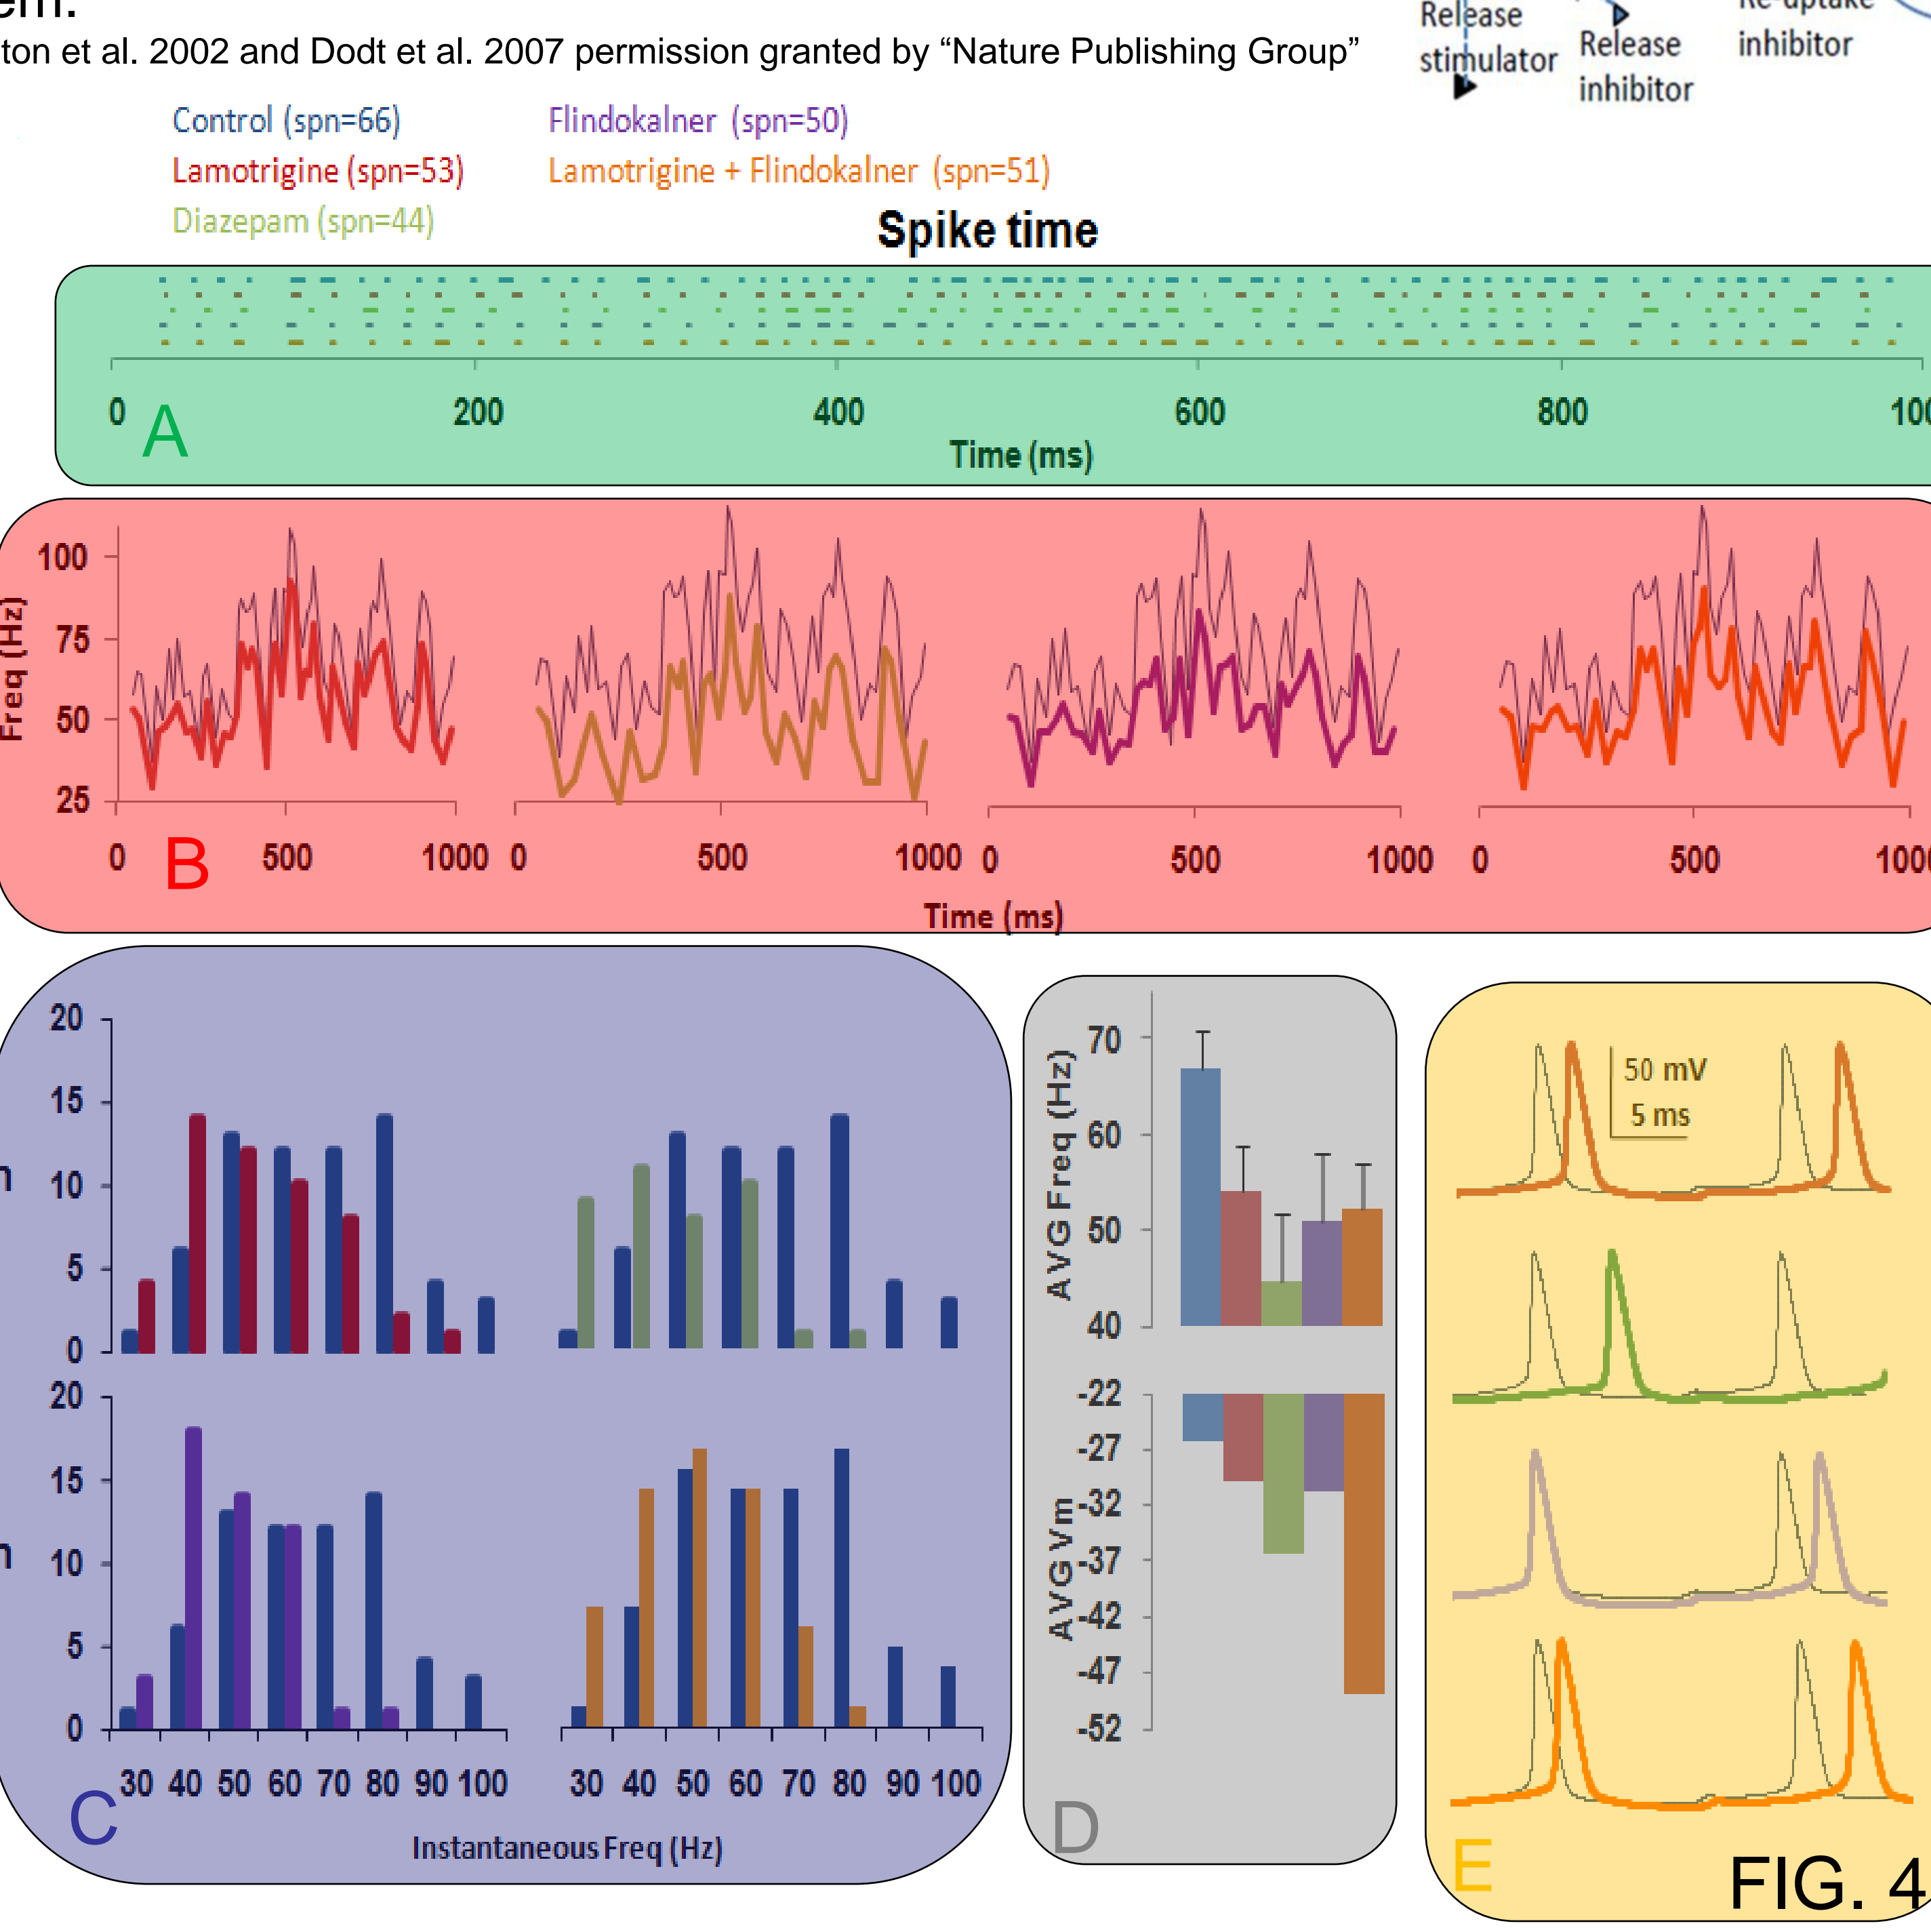 em.
ton et al. 2002 and Dodt et al. 2007 permission granted by “Nature Publishing Group”
Release
stimulator
Release
inhibitor
Re-uptake
inhibitor
Control (spn=66)
Flindokalner (spn=50)
Lamotrigine (spn=53)
Lamotrigine + Flindokalner (spn=51)
Diazepam (spn=44)
Spike time
0 200 400 600 800 100
Time (ms)
A
Freq (Hz)
100
75
50
25
0 500 1000 0 500 1000 0 500 1000 0 500 100
B
Time (ms)
20
15
10
5
0
20
15
10
5
0
30 40 50 60 70 80 90 100
30 40 50 60 70 80 90 100
Instantaneous Freq (Hz)
C
AVG Freq (Hz)
70
60
50
40
AVG Vm
-22
-27
-32
-37
-42
-47
-52
D
50 mV
5 ms
E
FIG. 4